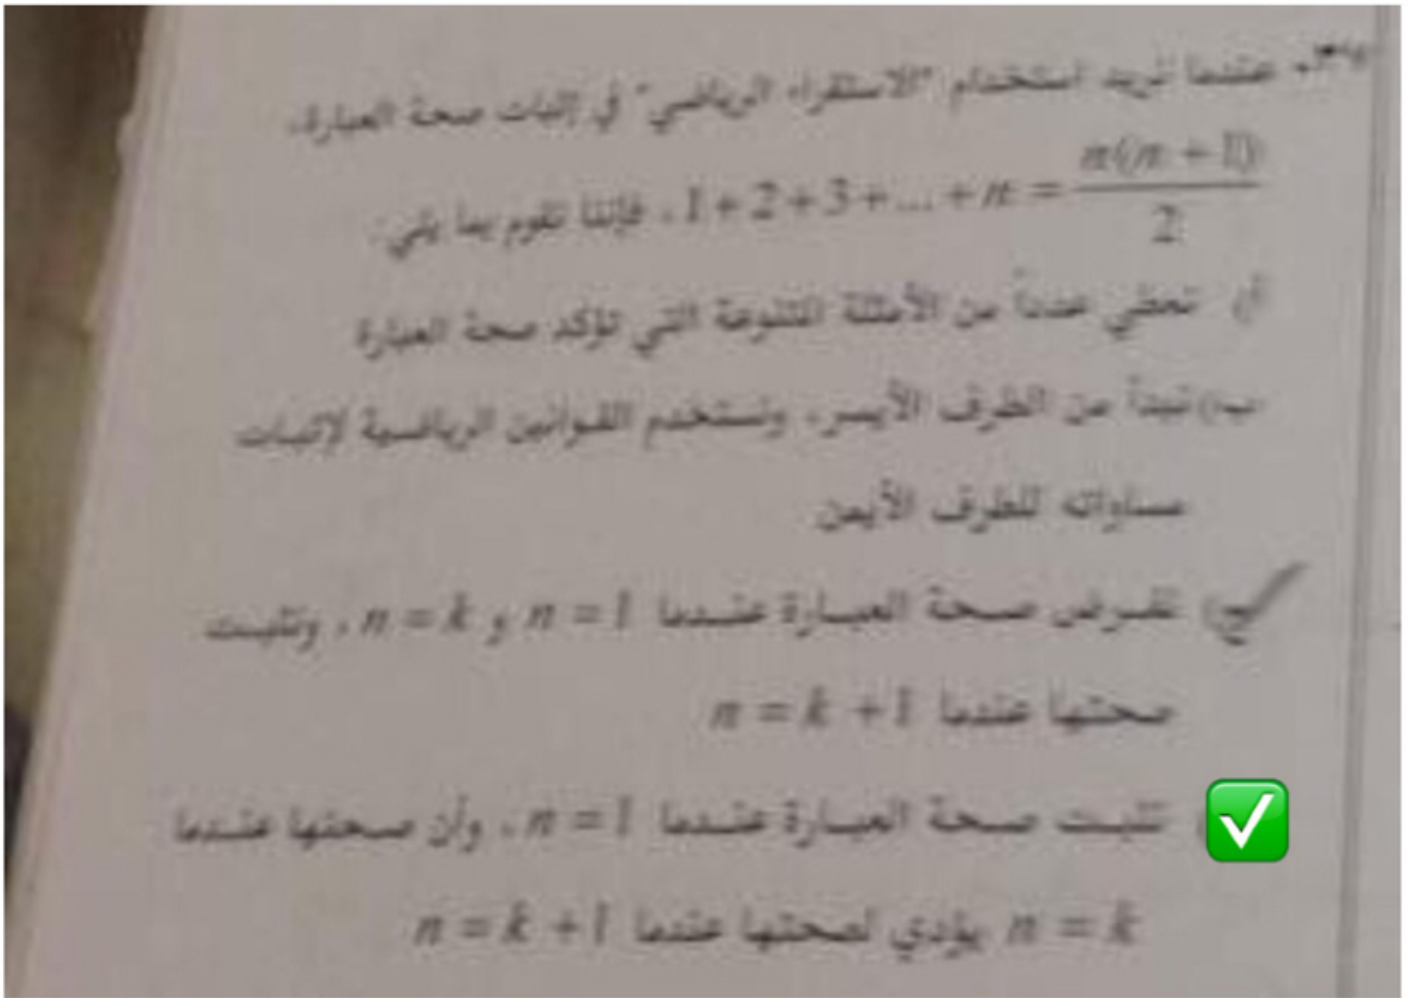 عندما نريد استخدام "الاستقراء الرياضي" في إثبات صحة العبارة،
1+2+3+...+n = n(n+1)/2 ، فإننا نقوم بما يلي:
أ) نعطي عدداً من الأمثلة المتنوعة التي تؤكد صحة العبارة
ب) نبدأ من الطرف الأيسر، ونستخدم القوانين الرياضية لإثبات
مساواته للطرف الأيمن
ج) نفرض صحة العبارة عندما n = 1 و n = k ، ونثبت
صحتها عندما n = k + 1
نثبت صحة العبارة عندما n = 1 ، وأن صحتها عندما
n = k يؤدي لصحتها عندما n = k + 1